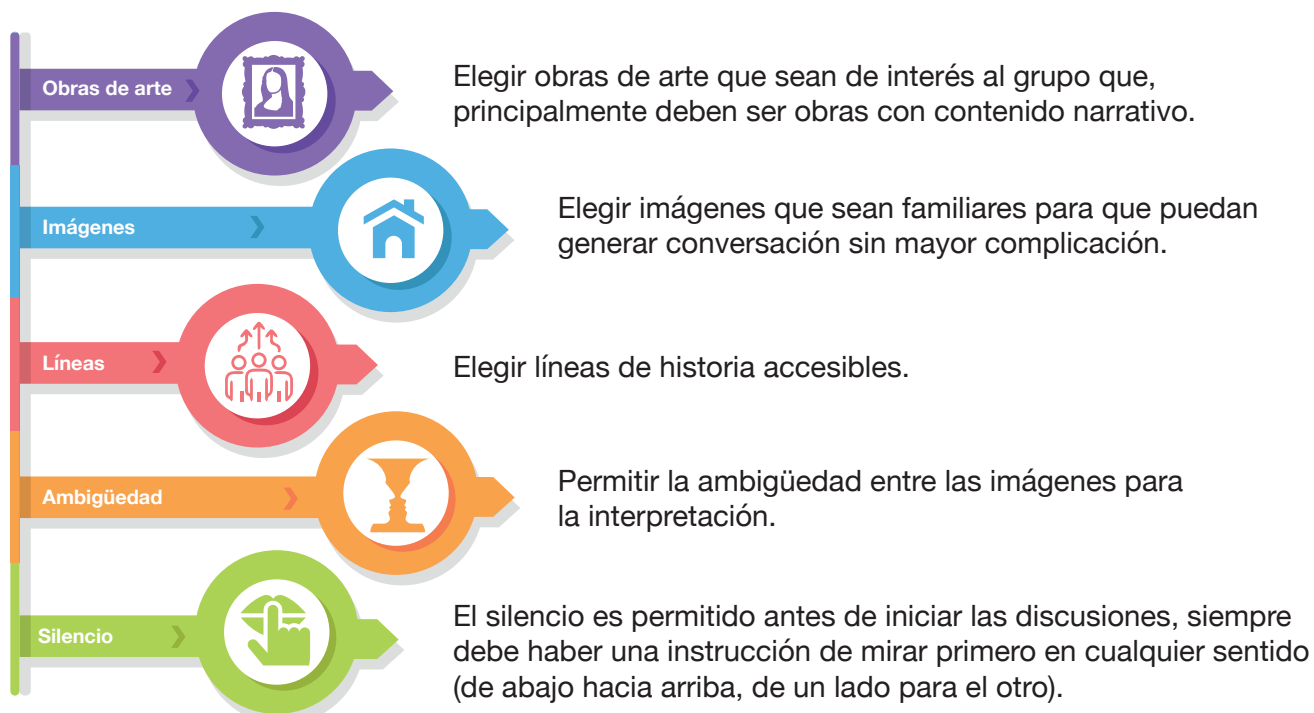 Obras de arte
Elegir obras de arte que sean de interés al grupo que,
principalmente deben ser obras con contenido narrativo.
Imágenes
Elegir imágenes que sean familiares para que puedan
generar conversación sin mayor complicación.
Líneas
Elegir líneas de historia accesibles.
Ambigüedad
Permitir la ambigüedad entre las imágenes para
la interpretación.
Silencio
El silencio es permitido antes de iniciar las discusiones, siempre
debe haber una instrucción de mirar primero en cualquier sentido
(de abajo hacia arriba, de un lado para el otro).